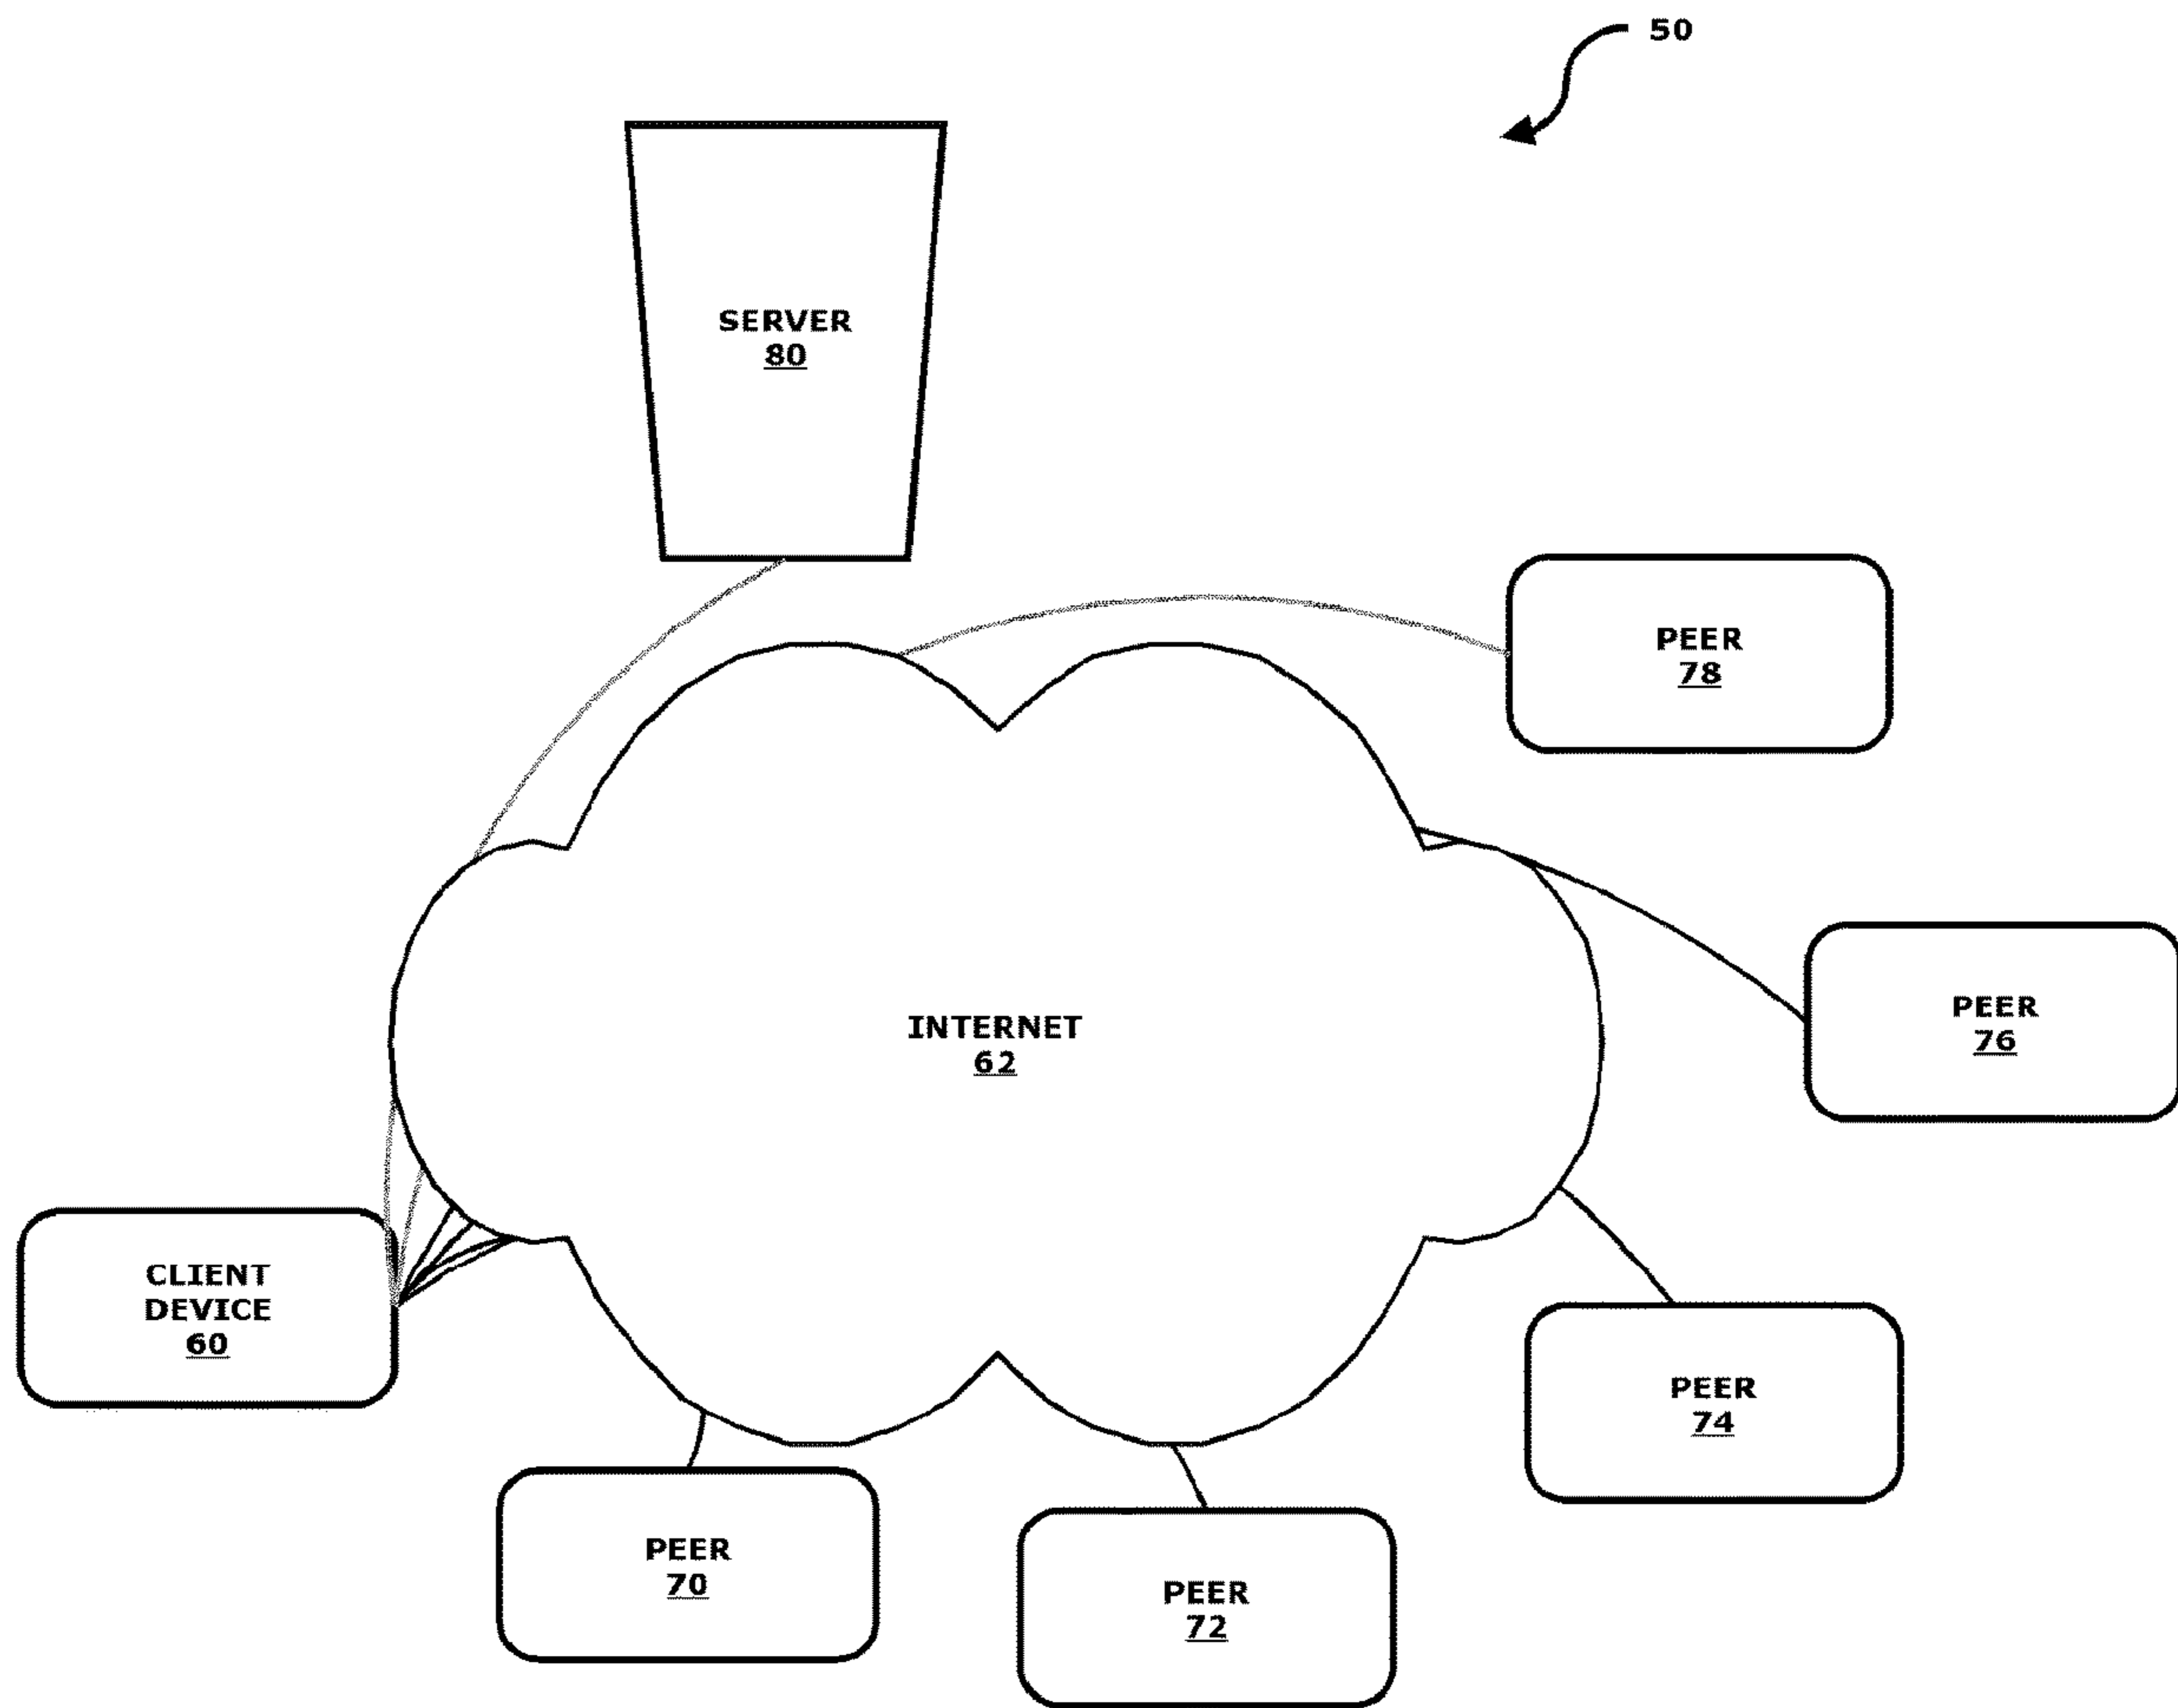 50
SERVER
80
PEER
78
PEER
76
INTERNET
62
CLIENT
DEVICE
60
PEER
74
PEER
70
PEER
72